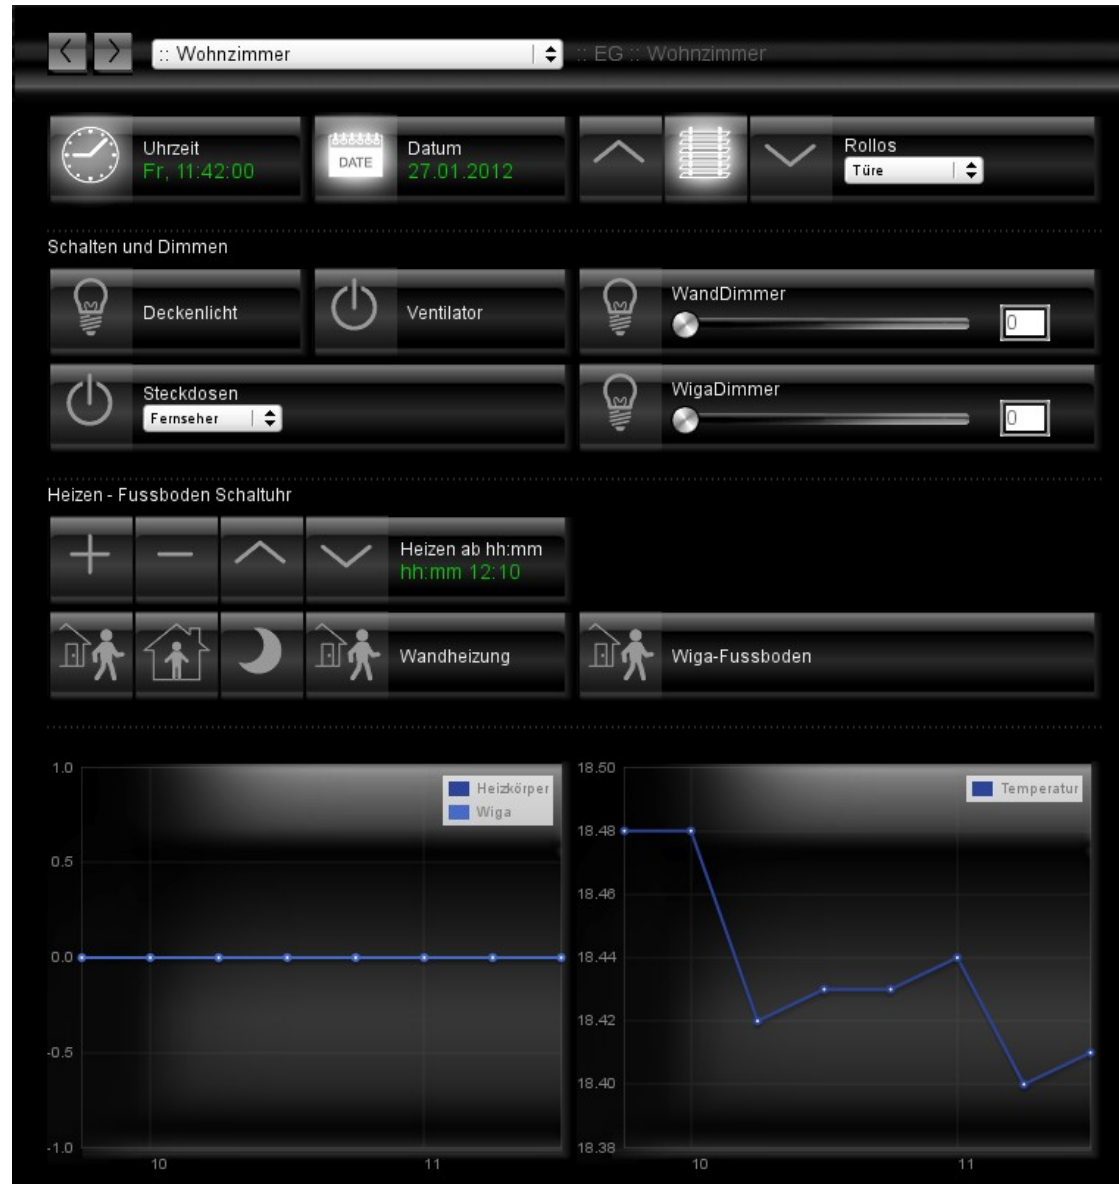 :: Wohnzimmer
:: EG :: Wohnzimmer
Uhrzeit
Fr, 11:42:00
DATE
Datum
27.01.2012
Rollos
Türe
Schalten und Dimmen
Deckenlicht
Ventilator
WandDimmer
0
Steckdosen
Fernseher
WigaDimmer
0
Heizen - Fussboden Schaltuhr
Heizen ab hh:mm
hh:mm 12:10
Wandheizung
Wiga-Fussboden
1.0
0.5
0.0
-0.5
-1.0
10
11
Heizkörper
Wiga
18.50
18.48
18.46
18.44
18.42
18.40
18.38
10
11
Temperatur